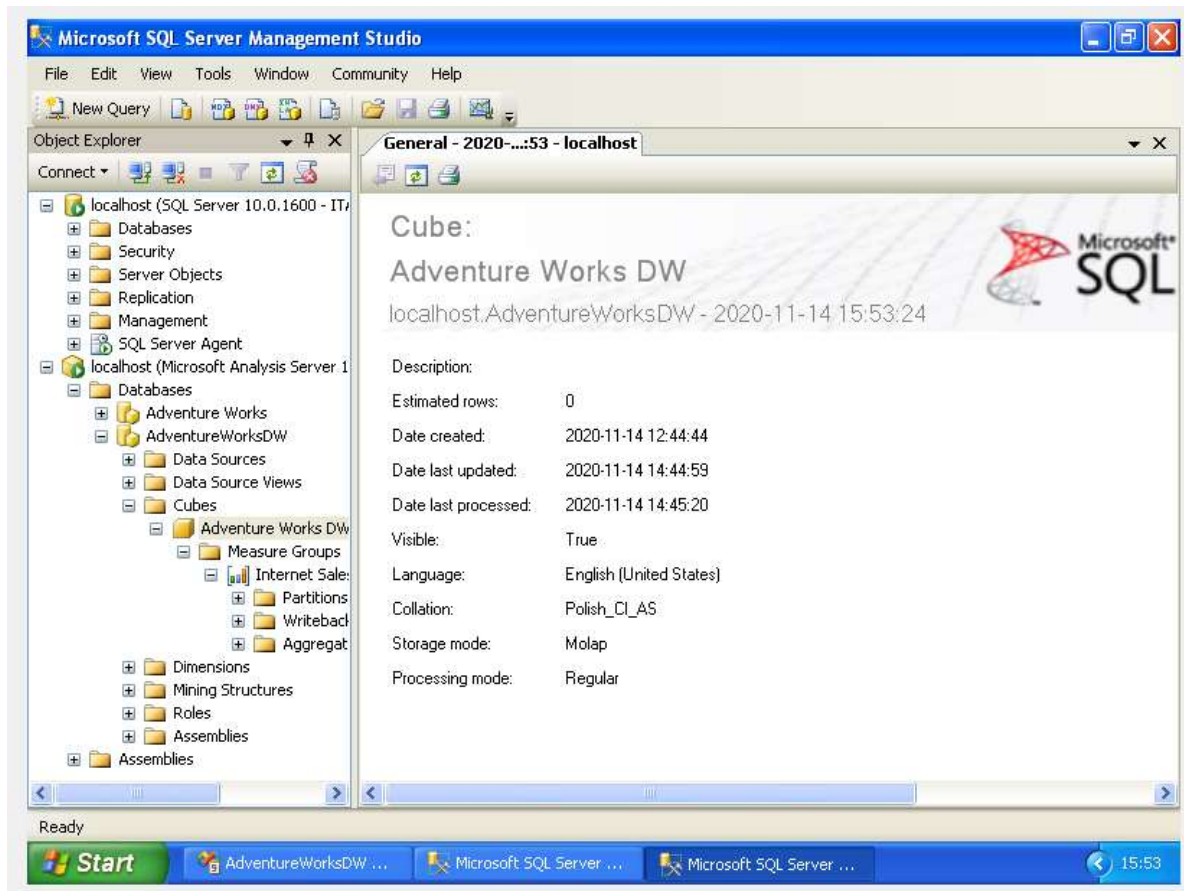 Microsoft SQL Server Management Studio
File Edit View Tools Window Community Help
New Query
Object Explorer
General - 2020-...:53 - localhost
Connect
localhost (SQL Server 10.0.1600 - ITA
Databases
Security
Server Objects
Replication
Management
SQL Server Agent
localhost (Microsoft Analysis Server 1
Databases
Adventure Works
AdventureWorksDW
Data Sources
Data Source Views
Cubes
Adventure Works DW
Measure Groups
Internet Sale
Partitions
Writeback
Aggregat
Dimensions
Mining Structures
Roles
Assemblies
Assemblies
Cube:
Adventure Works DW
localhost.AdventureWorksDW - 2020-11-14 15:53:24
Microsoft
SQL
Description:
Estimated rows: 0
Date created: 2020-11-14 12:44:44
Date last updated: 2020-11-14 14:44:59
Date last processed: 2020-11-14 14:45:20
Visible: True
Language: English (United States)
Collation: Polish_CI_AS
Storage mode: Molap
Processing mode: Regular
Ready
Start AdventureWorksDW ... Microsoft SQL Server ... Microsoft SQL Server ... 15:53